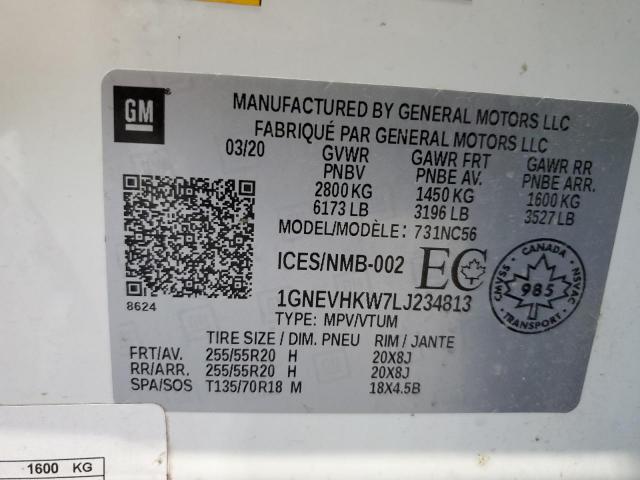 GM
MANUFACTURED BY GENERAL MOTORS LLC
FABRIQUÉ PAR GENERAL MOTORS LLC
03/20 GVWR GAWR FRT GAWR RR
PNBV PNBE AV. PNBE ARR.
2800 KG 1450 KG 1600 KG
6173 LB 3196 LB 3527 LB
MODEL/MODÈLE: 731NC56
ICES/NMB-002 EC
CANADA
CMVSS 985 NSVAC
TRANSPORT
8624
1GNEVHKW7LJ234813
TYPE: MPV/VTUM
TIRE SIZE / DIM. PNEU RIM / JANTE
FRT/AV. 255/55R20 H 20X8J
RR/ARR. 255/55R20 H 20X8J
SPA/SOS T135/70R18 M 18X4.5B
1600 KG